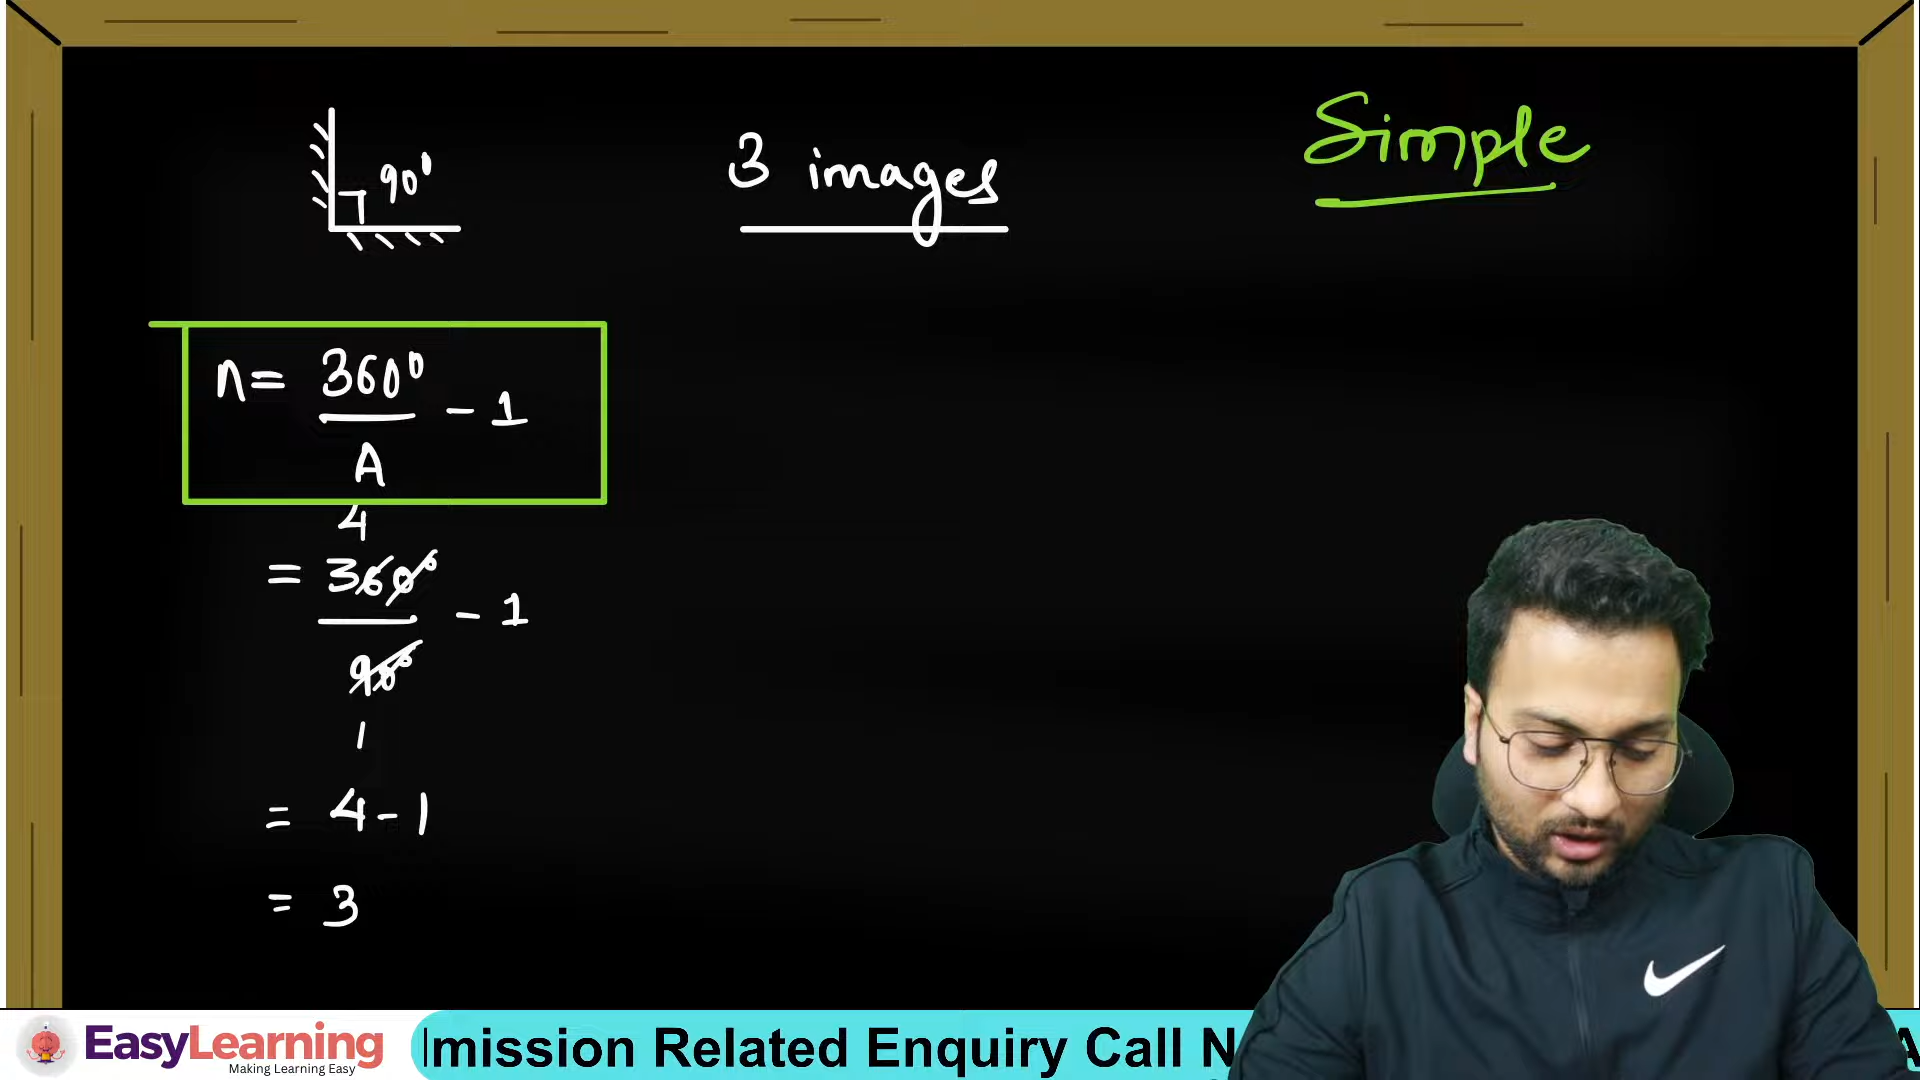 90°
3 images
Simple
n= 360°
A
- 1
4
= 360°
90°
- 1
1
= 4-1
= 3
EasyLearning
Making Learning Easy
mission Related Enquiry Call N
A